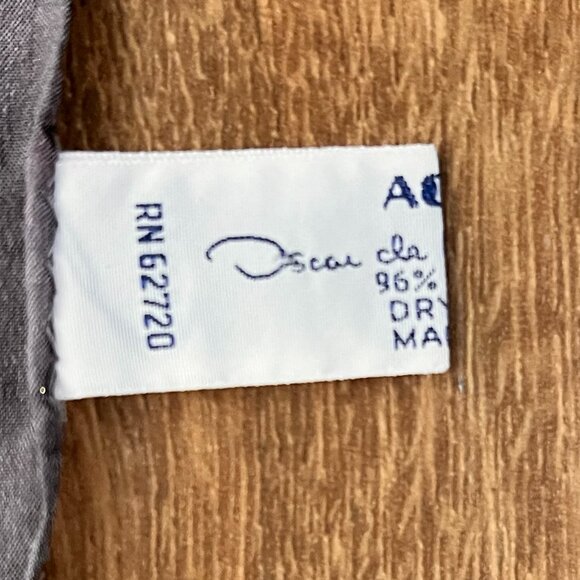 RN 62720
AC
Oscar de
96%
DRY
MA